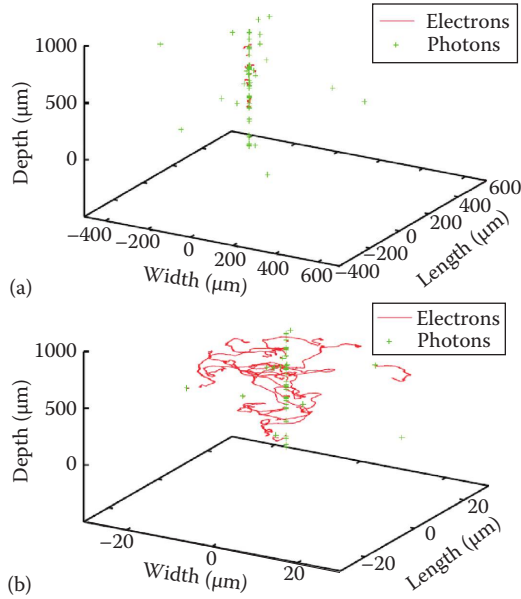 Electrons
Photons
1000
500
0
Depth (µm)
−400
−200
0
200
400
600
Width (µm)
−400
−200
0
200
400
600
Length (µm)
(a)
Electrons
Photons
1000
500
0
Depth (µm)
−20
0
20
Width (µm)
−20
0
20
Length (µm)
(b)